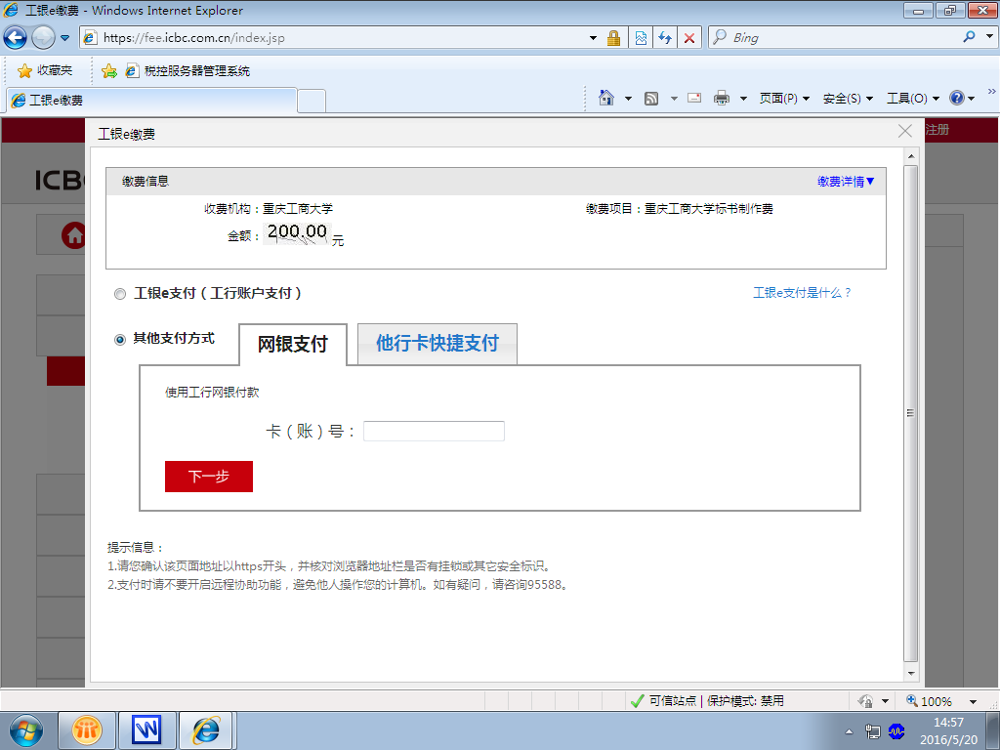 工银e缴费 - Windows Internet Explorer
https://fee.icbc.com.cn/index.jsp
Bing
收藏夹
税控服务器管理系统
工银e缴费
页面(P)
安全(S)
工具(O)
工银e缴费
注册
ICBC
缴费信息
缴费详情▼
收费机构：重庆工商大学
缴费项目：重庆工商大学标书制作费
金额：200.00 元
工银e支付（工行账户支付）
工银e支付是什么？
其他支付方式
网银支付
他行卡快捷支付
使用工行网银付款
卡（账）号：
下一步
提示信息：
1.请您确认该页面地址以https开头，并核对浏览器地址栏是否有挂锁或其它安全标识。
2.支付时请不要开启远程协助功能，避免他人操作您的计算机。如有疑问，请咨询95588。
可信站点 | 保护模式: 禁用
100%
14:57
2016/5/20